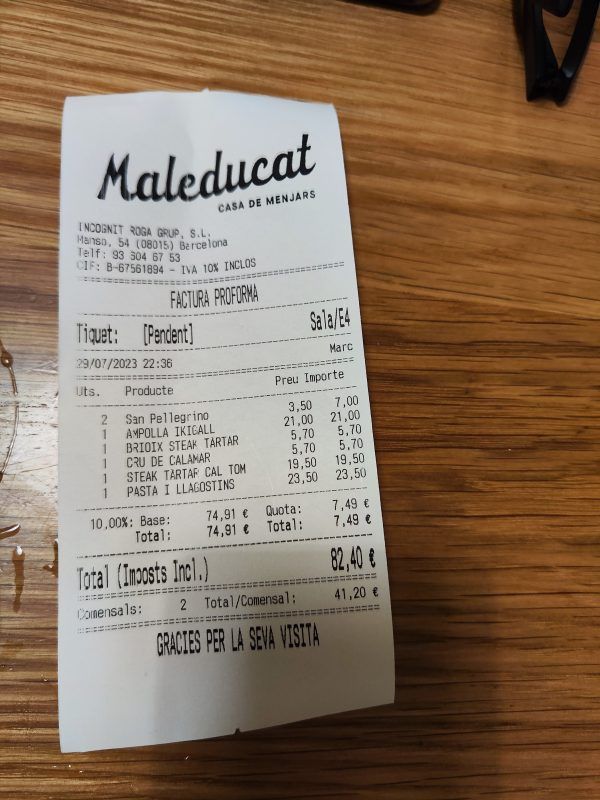 Maleducat
CASA DE MENJARS
INCOGNIT ROGA GRUP, S.L.
Manso, 54 (08015) Barcelona
Telf: 93 604 67 53
CIF: B-67561894 - IVA 10% INCLOS
FACTURA PROFORMA
Tiquet: [Pendent] Sala/E4
29/07/2023 22:36 Marc
Uts. Producte Preu Importe
2 San Pellegrino 3,50 7,00
1 AMPOLLA IKIGALL 21,00 21,00
1 BRIOIX STEAK TARTAR 5,70 5,70
1 CRU DE CALAMAR 5,70 5,70
1 STEAK TARTAR CAL TOM 19,50 19,50
1 PASTA I LLAGOSTINS 23,50 23,50
10,00%: Base: 74,91 € Quota: 7,49 €
Total: 74,91 € Total: 7,49 €
Total (Imposts Incl.) 82,40 €
Comensals: 2 Total/Comensal: 41,20 €
GRACIES PER LA SEVA VISITA